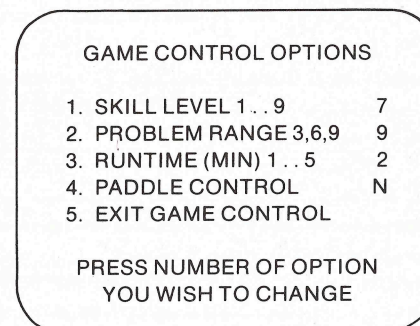 GAME CONTROL OPTIONS
1. SKILL LEVEL 1 . . 9 7
2. PROBLEM RANGE 3,6,9 9
3. RUNTIME (MIN) 1 . . 5 2
4. PADDLE CONTROL N
5. EXIT GAME CONTROL
PRESS NUMBER OF OPTION
YOU WISH TO CHANGE